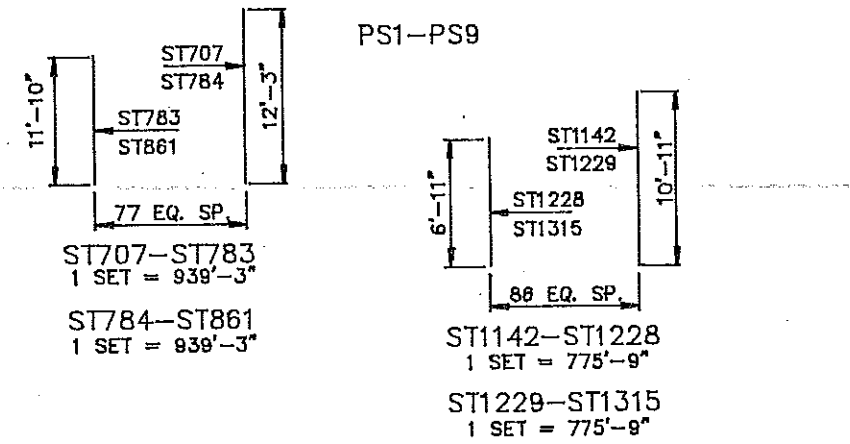 PS1-PS9
ST707
ST784
11'-10"
12'-3"
ST783
ST861
77 EQ. SP.
ST707-ST783
1 SET = 939'-3"
ST784-ST861
1 SET = 939'-3"
ST1142
ST1229
6'-11"
10'-11"
ST1228
ST1315
88 EQ. SP.
ST1142-ST1228
1 SET = 775'-9"
ST1229-ST1315
1 SET = 775'-9"